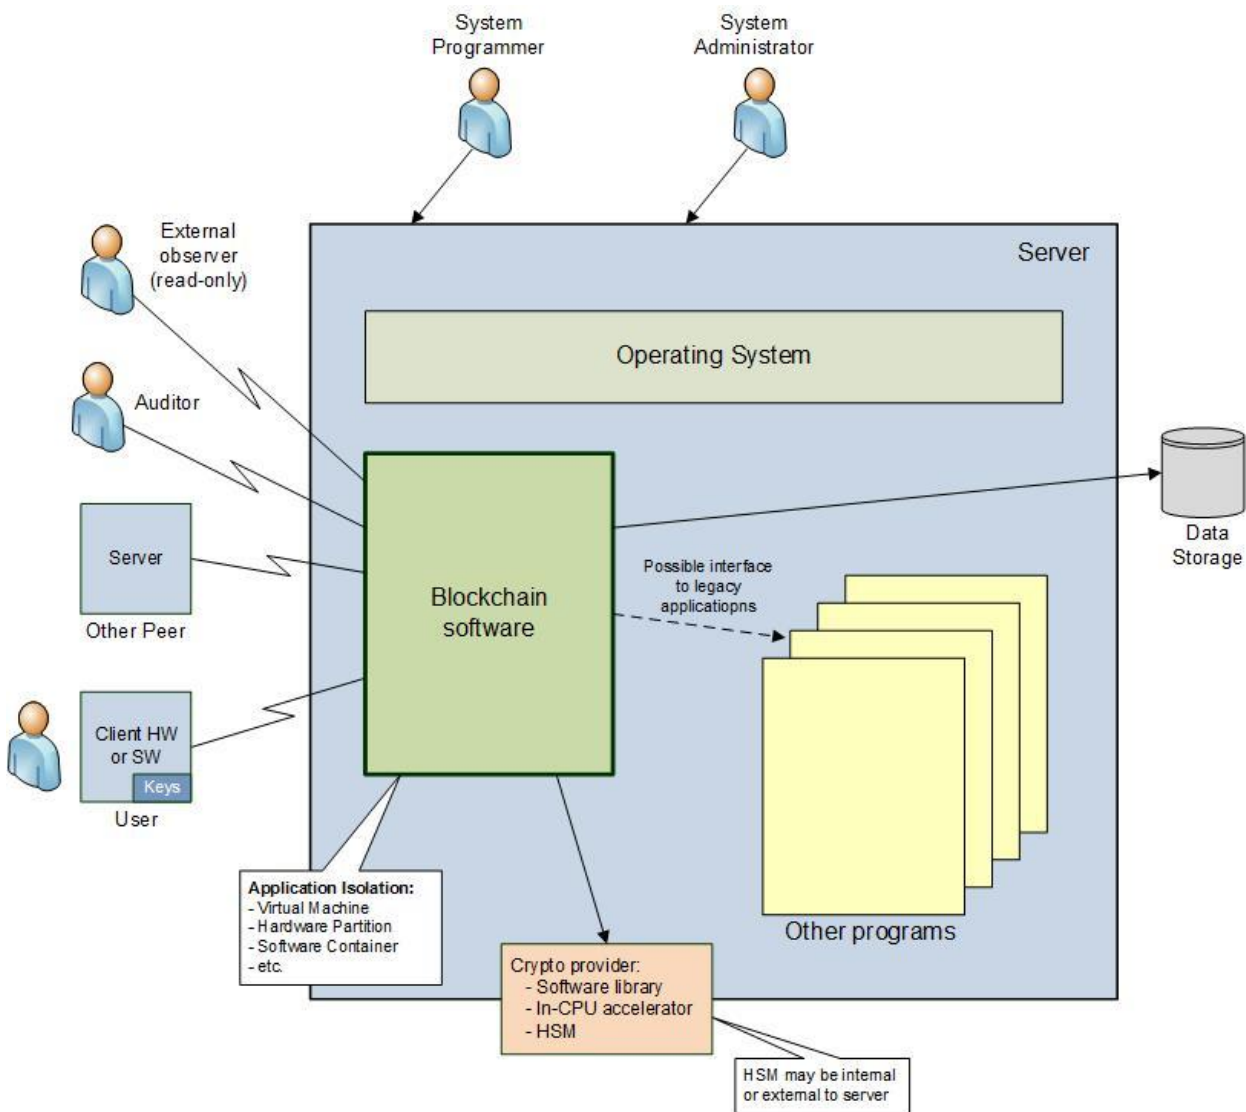 System
Programmer
System
Administrator
External
observer
(read-only)
Server
Operating System
Auditor
Server
Other Peer
Blockchain
software
Possible interface
to legacy
applicatiopns
Data
Storage
Client HW
or SW
Keys
User
Application Isolation:
- Virtual Machine
- Hardware Partition
- Software Container
- etc.
Other programs
Crypto provider:
- Software library
- In-CPU accelerator
- HSM
HSM may be internal
or external to server